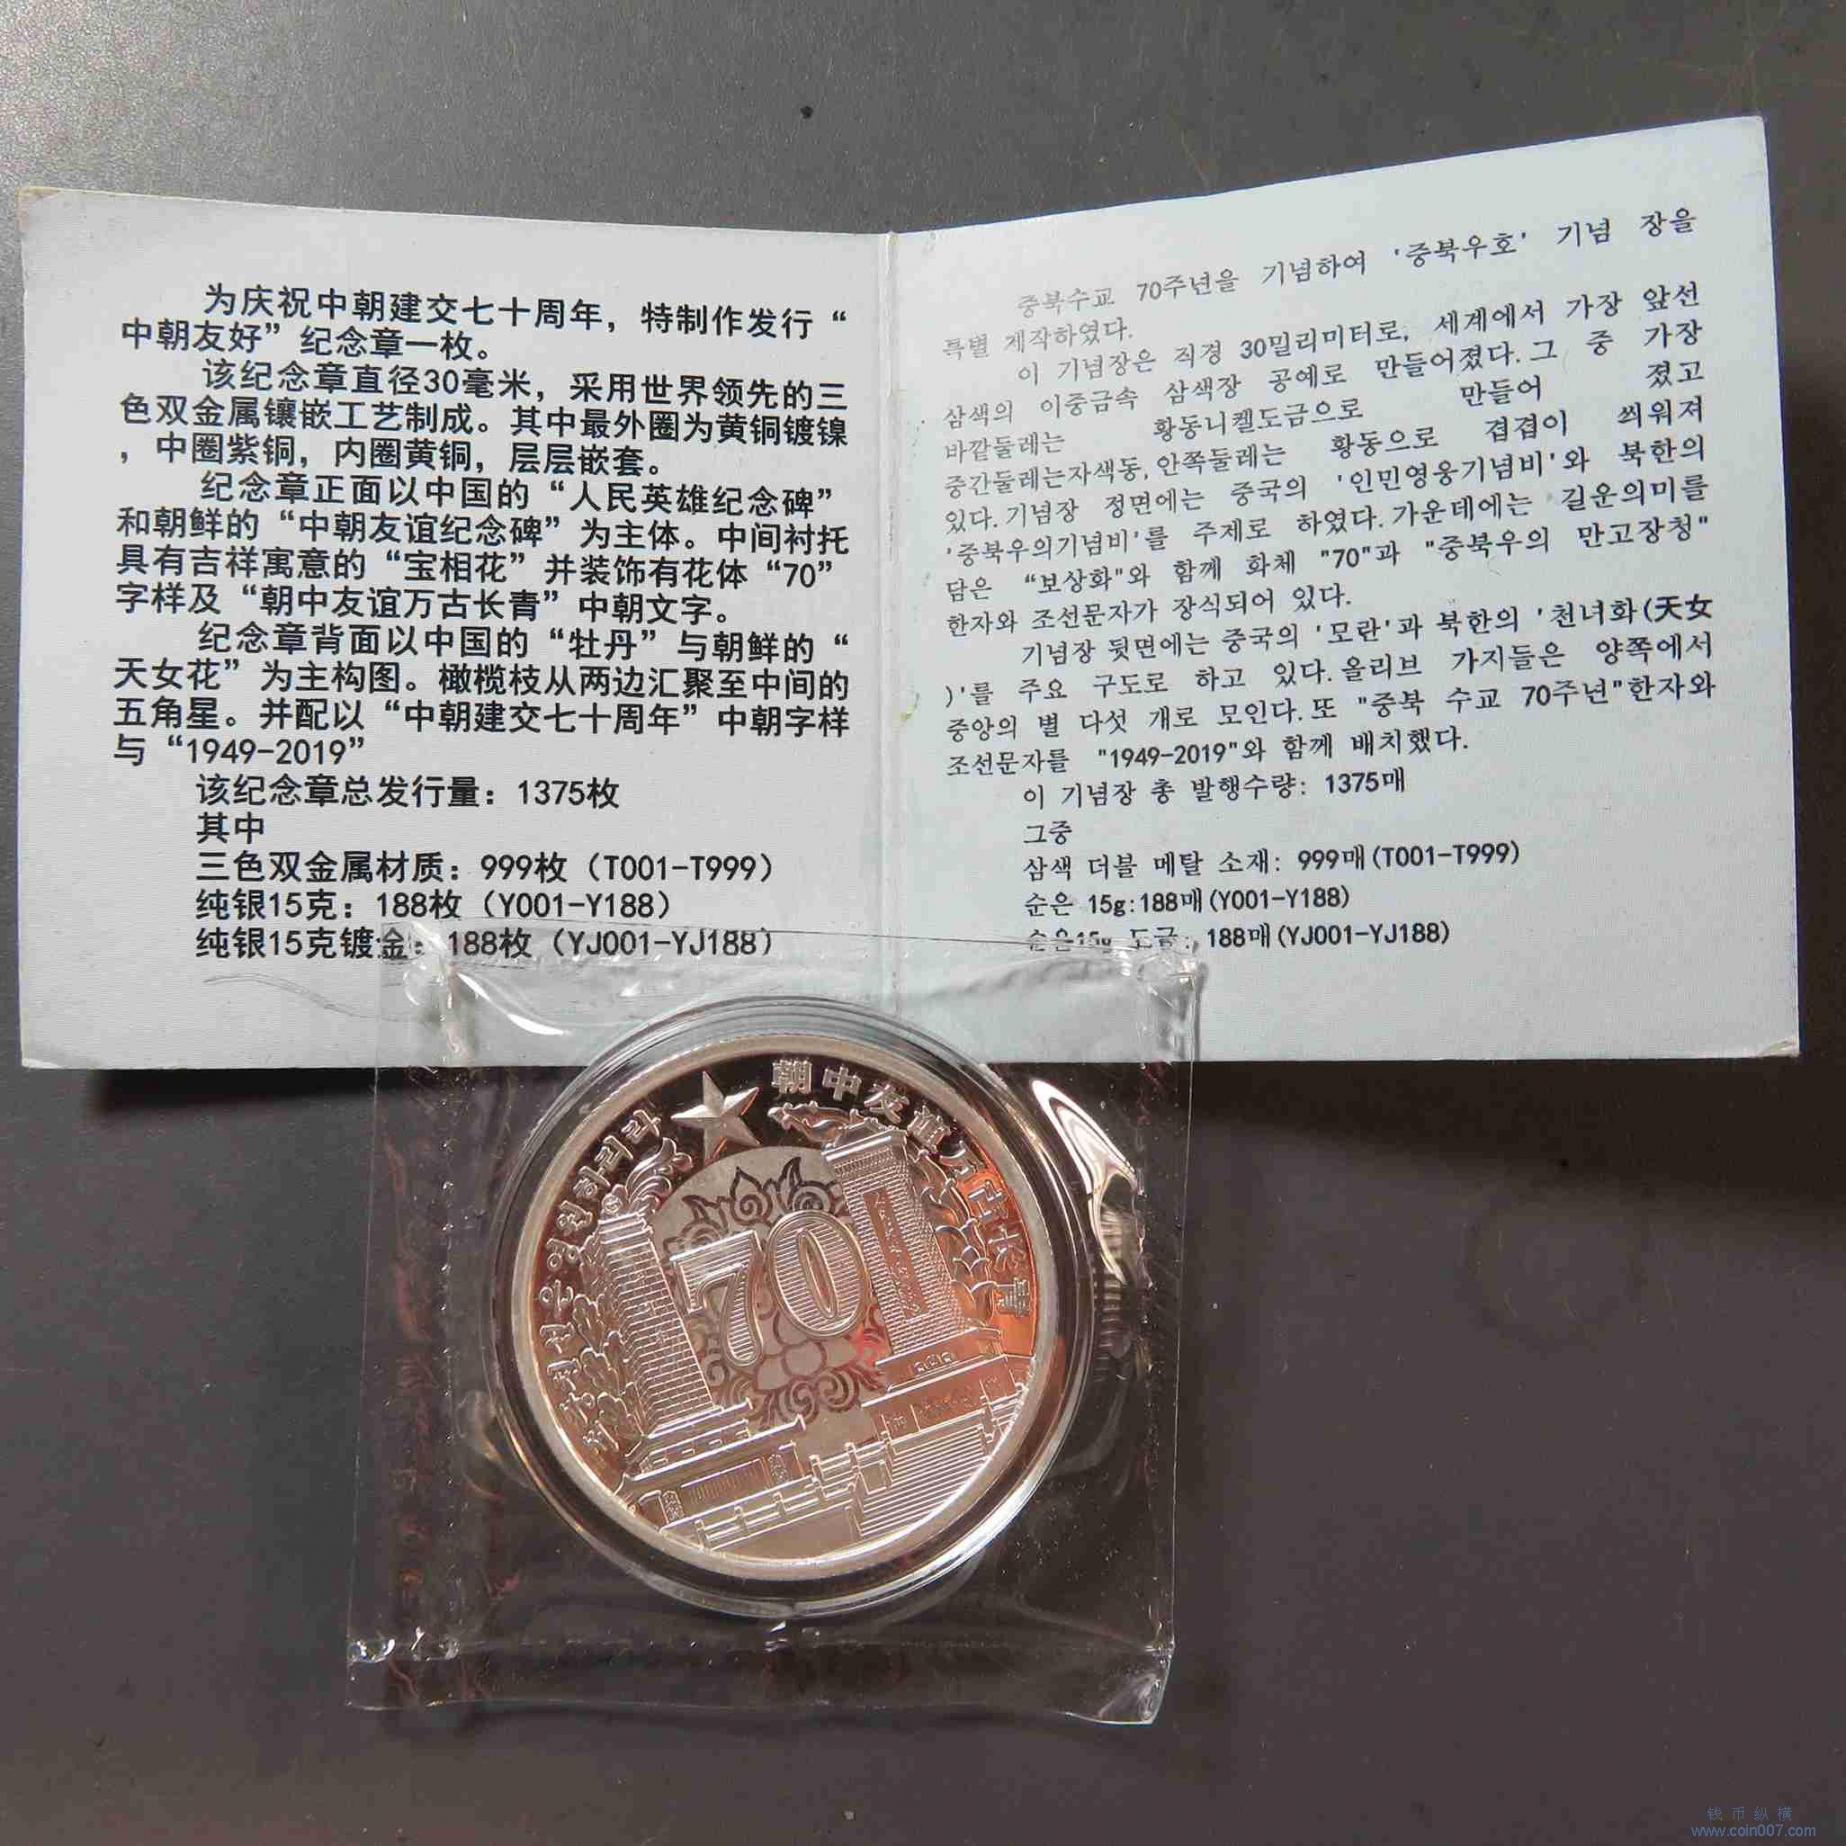 为庆祝中朝建交七十周年，特制作发行“
中朝友好”纪念章一枚。
该纪念章直径30毫米，采用世界领先的三
色双金属镶嵌工艺制成。其中最外圈为黄铜镀镍
，中圈紫铜，内圈黄铜，层层嵌套。
纪念章正面以中国的“人民英雄纪念碑”
和朝鲜的“中朝友谊纪念碑”为主体。中间衬托
具有吉祥寓意的“宝相花”并装饰有花体“70”
字样及“朝中友谊万古长青”中朝文字。
纪念章背面以中国的“牡丹”与朝鲜的“
天女花”为主构图。橄榄枝从两边汇聚至中间的
五角星。并配以“中朝建交七十周年”中朝字样
与“1949-2019”
该纪念章总发行量：1375枚
其中
三色双金属材质：999枚（T001-T999）
纯银15克：188枚（Y001-Y188）
纯银15克镀金：188枚（YJ001-YJ188）
중북수교 70주년을 기념하여 '중북우호' 기념 장을
특별 제작하였다.
이 기념장은 직경 30밀리미터로, 세계에서 가장 앞선
삼색의 이중금속 삼색장 공예로 만들어졌다.그 중 가장
바깥둘레는 황동니켈도금으로 만들어 졌고
중간둘레는자색동,안쪽둘레는 황동으로 겹겹이 씌워져
있다.기념장 정면에는 중국의 '인민영웅기념비'와 북한의
'중북우의기념비'를 주제로 하였다.가운데에는 길운의미를
담은 “보상화"와 함께 화체 "70"과 "중북우의 만고장청"
한자와 조선문자가 장식되어 있다.
기념장 뒷면에는 중국의 '모란'과 북한의 '천녀화(天女
)'를 주요 구도로 하고 있다.올리브 가지들은 양쪽에서
중앙의 별 다섯 개로 모인다.또 "중북 수교 70주년"한자와
조선문자를 "1949-2019"와 함께 배치했다.
이 기념장 총 발행수량: 1375매
그중
삼색 더블 메탈 소재: 999매(T001-T999)
순은 15g:188매(Y001-Y188)
순은15g 도금: 188매(YJ001-YJ188)
朝中友谊万古长青
조중친선은영원하리라
70
钱币纵横
www.coin007.com